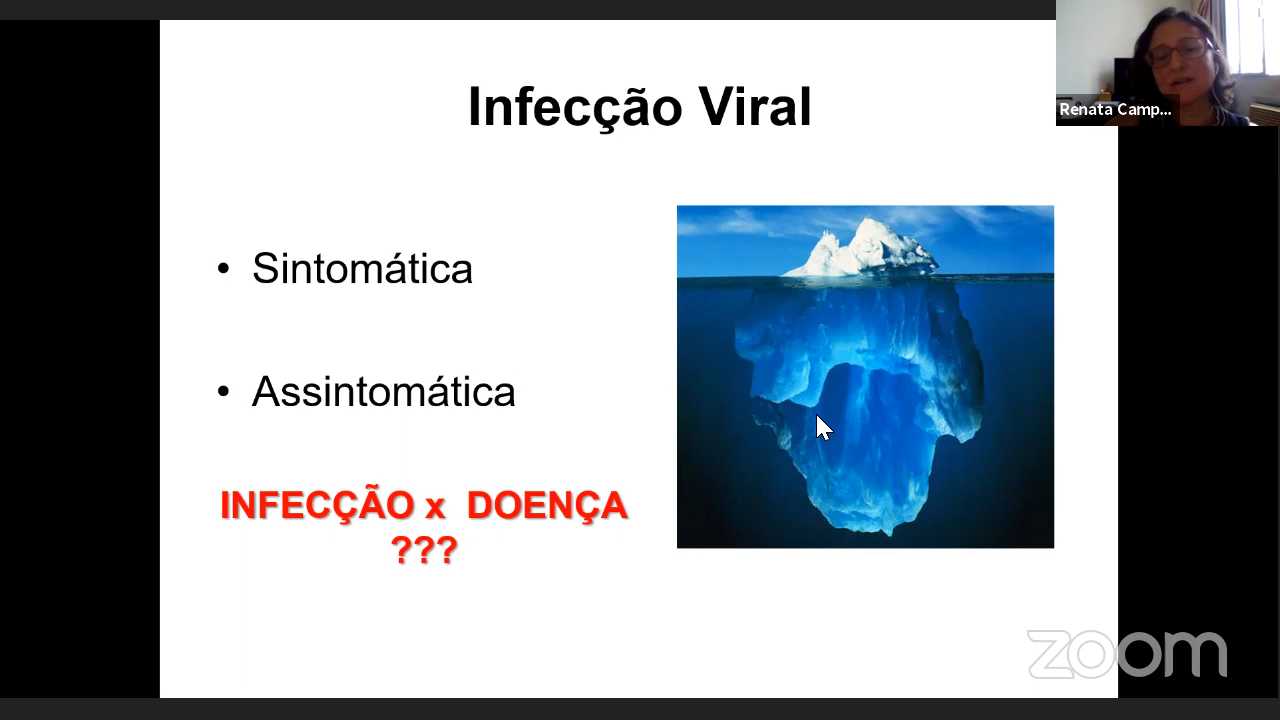 Infecção Viral
Renata Camp...
• Sintomática
• Assintomática
INFECÇÃO x DOENÇA
???
zoom